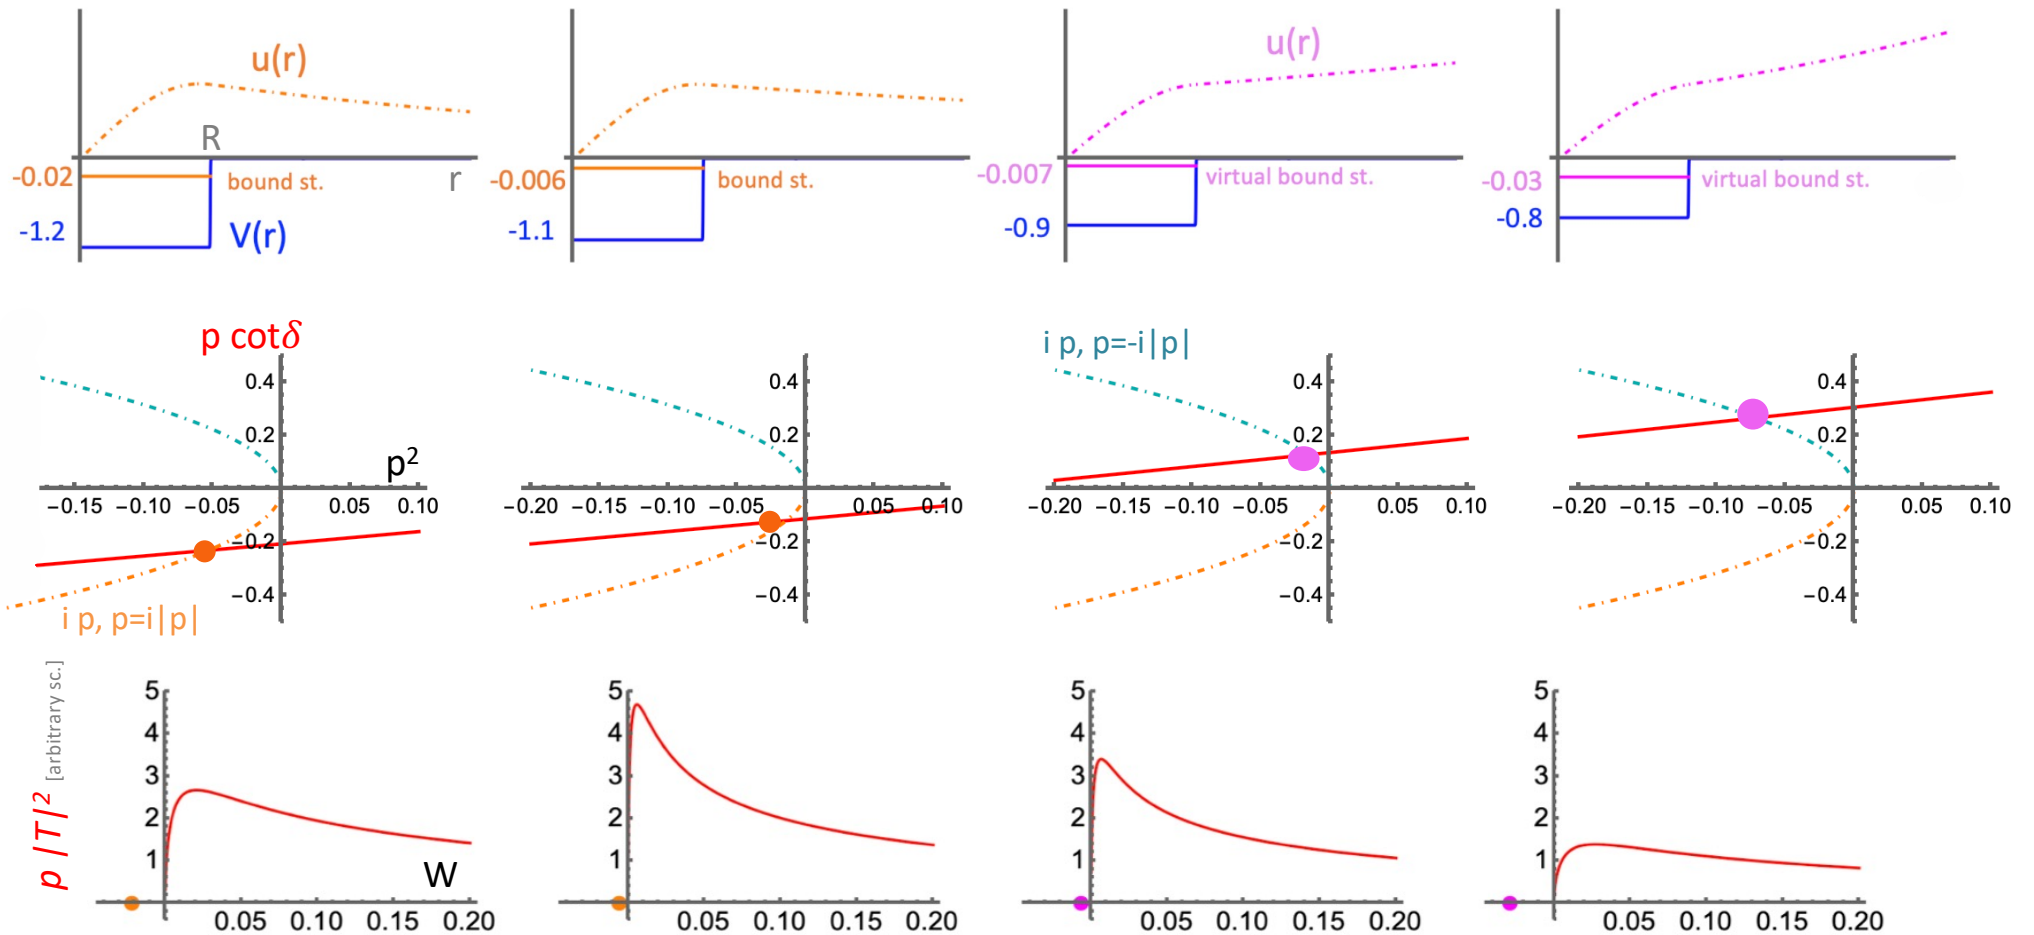 u(r)
R
-0.02
bound st.
r
-1.2
V(r)
-0.006
bound st.
-1.1
u(r)
-0.007
virtual bound st.
-0.9
-0.03
virtual bound st.
-0.8
p cotδ
0.4
0.2
p²
−0.15 −0.10 −0.05 0.05 0.10
−0.2
−0.4
i p, p=i|p|
0.4
0.2
−0.20 −0.15 −0.10 −0.05 0.05 0.10
−0.2
−0.4
i p, p=-i|p|
0.4
0.2
−0.20 −0.15 −0.10 −0.05 0.05 0.10
−0.2
−0.4
0.4
0.2
−0.20 −0.15 −0.10 −0.05 0.05 0.10
−0.2
−0.4
p |T|² [arbitrary sc.]
5
4
3
2
1
W
0.05 0.10 0.15 0.20
5
4
3
2
1
0.05 0.10 0.15 0.20
5
4
3
2
1
0.05 0.10 0.15 0.20
5
4
3
2
1
0.05 0.10 0.15 0.20